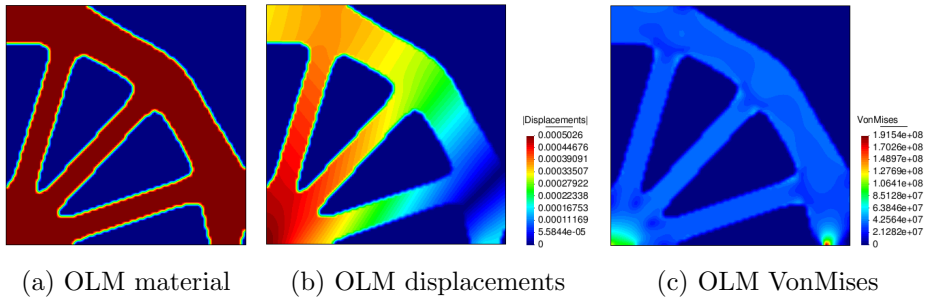 |Displacements|
0.0005026
0.00044676
0.00039091
0.00033507
0.00027922
0.00022338
0.00016753
0.00011169
5.5844e-05
0
VonMises
1.9154e+08
1.7026e+08
1.4897e+08
1.2769e+08
1.0641e+08
8.5128e+07
6.3846e+07
4.2564e+07
2.1282e+07
0
(a) OLM material
(b) OLM displacements
(c) OLM VonMises